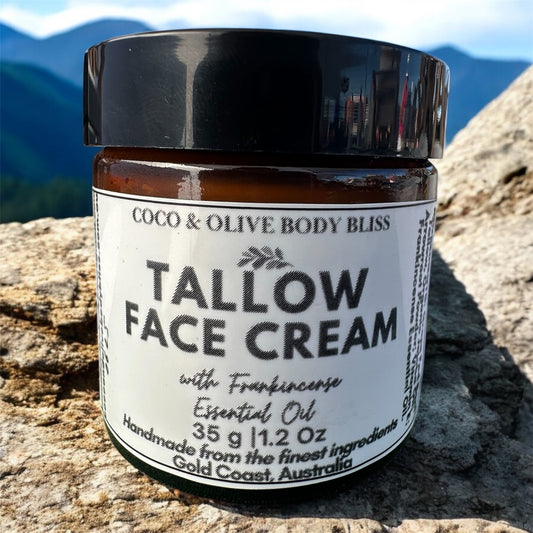 COCO & OLIVE BODY BLISS
TALLOW
FACE CREAM
with Frankincense
Essential Oil
35 g |1.2 Oz
Handmade from the finest ingredients
Gold Coast, Australia